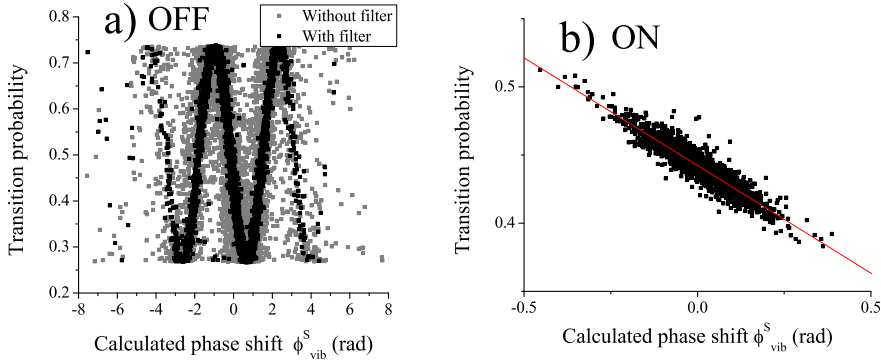 a) OFF
Without filter
With filter
Transition probability
0.8
0.7
0.6
0.5
0.4
0.3
0.2
-8 -6 -4 -2 0 2 4 6 8
Calculated phase shift ϕ^S_vib (rad)
b) ON
Transition probability
0.5
0.4
-0.5 0.0 0.5
Calculated phase shift ϕ^S_vib (rad)